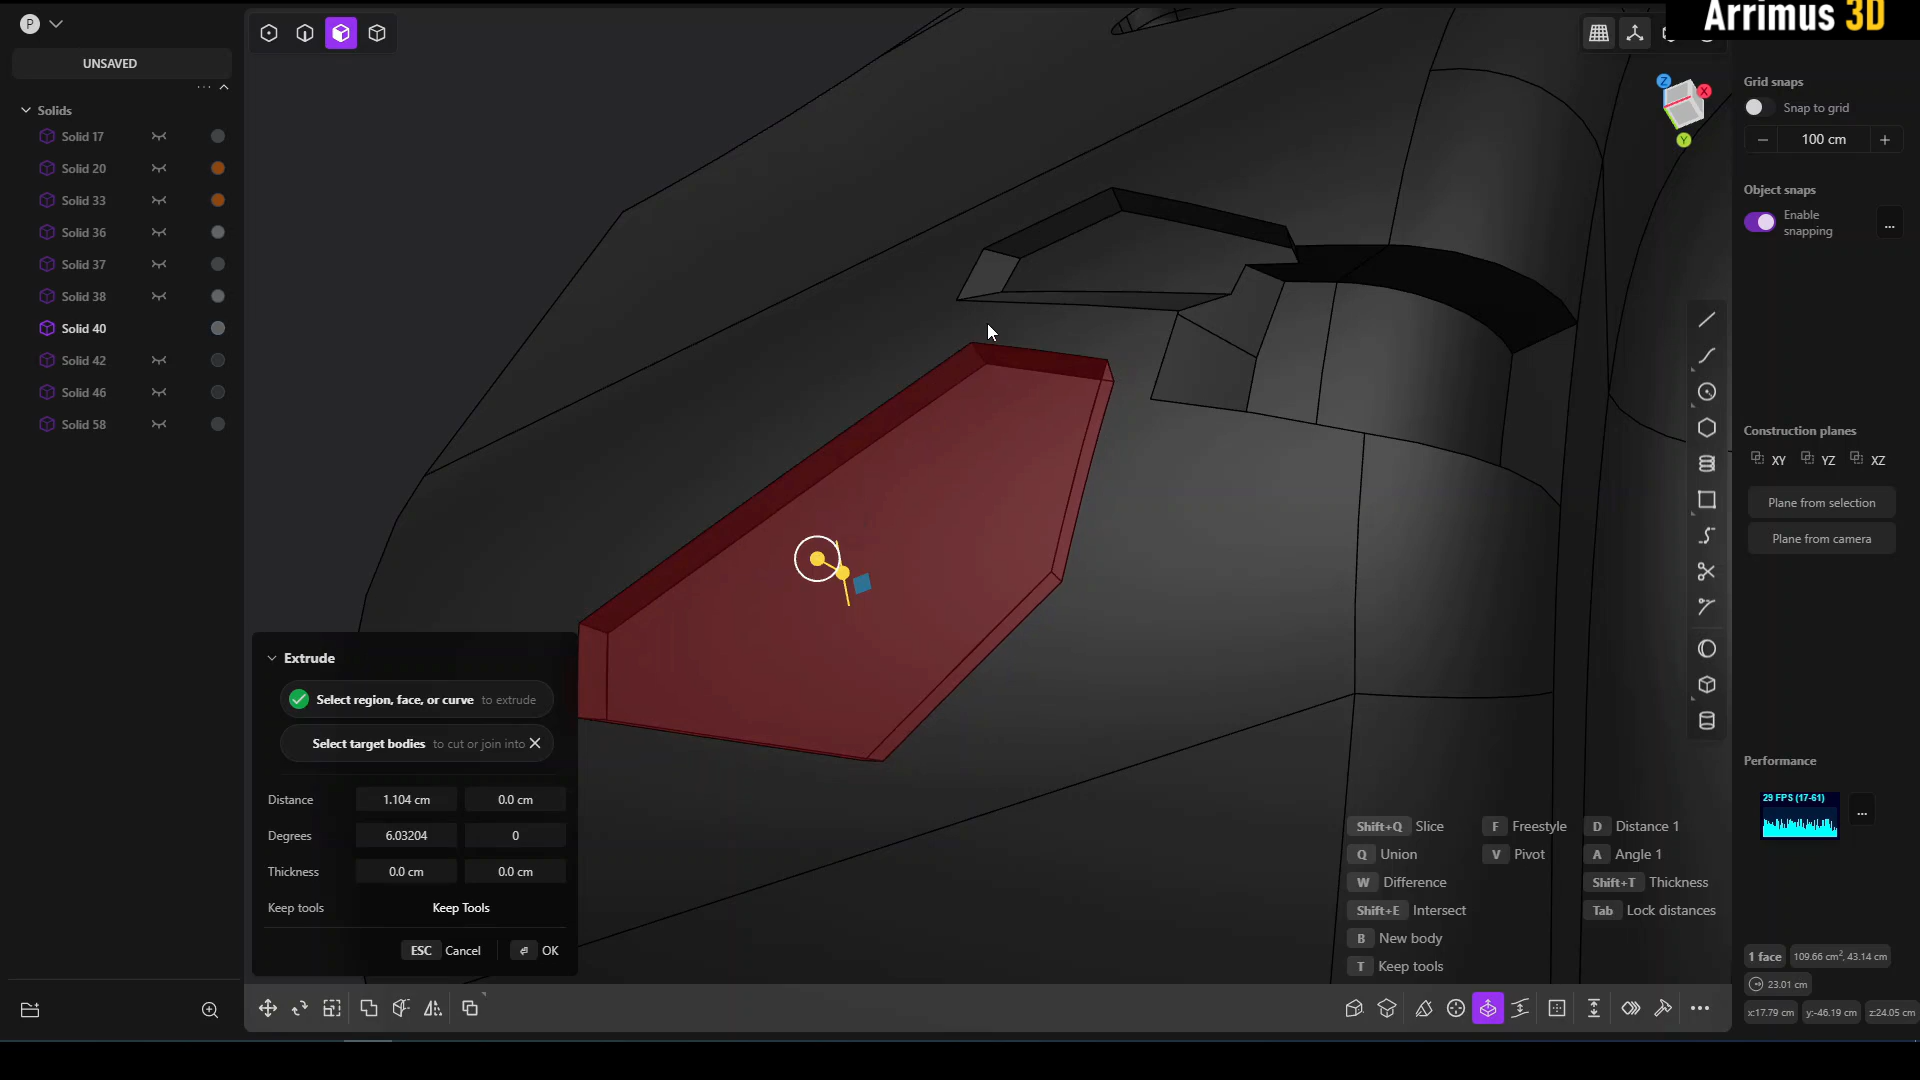 P
UNSAVED
Solids
Solid 17
Solid 20
Solid 33
Solid 36
Solid 37
Solid 38
Solid 40
Solid 42
Solid 46
Solid 58
Extrude
Select region, face, or curve to extrude
Select target bodies to cut or join into
Distance 1.104 cm 0.0 cm
Degrees 6.03204 0
Thickness 0.0 cm 0.0 cm
Keep tools Keep Tools
ESC Cancel OK
Shift+Q Slice F Freestyle D Distance 1
Q Union V Pivot A Angle 1
W Difference Shift+T Thickness
Shift+E Intersect Tab Lock distances
B New body
T Keep tools
Z
X
Y
Arrimus 3D
Grid snaps
Snap to grid
100 cm
Object snaps
Enable
snapping
Construction planes
XY YZ XZ
Plane from selection
Plane from camera
Performance
29 FPS (17-61)
1 face 109.66 cm², 43.14 cm
23.01 cm
x:17.79 cm y:-46.19 cm z:24.05 cm